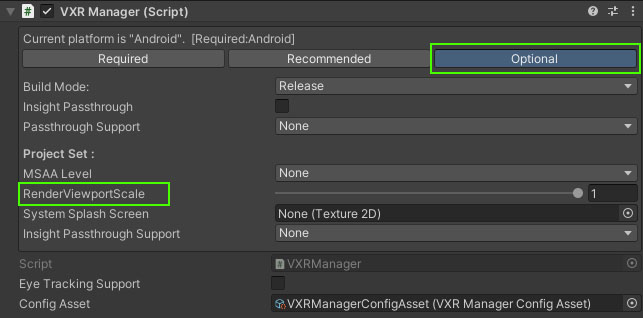 VXR Manager (Script)
Current platform is "Android". [Required:Android]
Required Recommended Optional
Build Mode: Release
Insight Passthrough
Passthrough Support None
Project Set :
MSAA Level None
RenderViewportScale 1
System Splash Screen None (Texture 2D)
Insight Passthrough Support None
Script VXRManager
Eye Tracking Support
Config Asset VXRManagerConfigAsset (VXR Manager Config Asset)